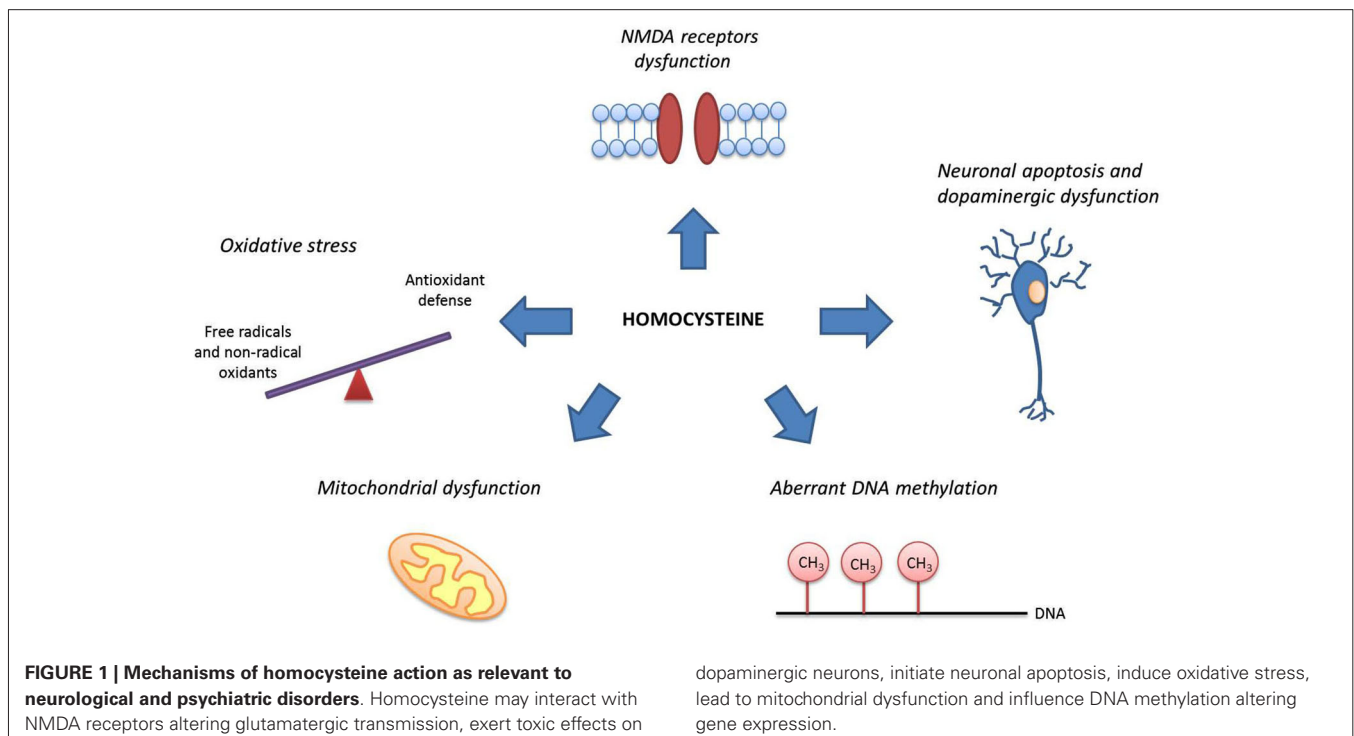 NMDA receptors
dysfunction
Neuronal apoptosis and
dopaminergic dysfunction
Oxidative stress
Antioxidant
defense
Free radicals
and non-radical
oxidants
HOMOCYSTEINE
Mitochondrial dysfunction
Aberrant DNA methylation
CH3
CH3
CH3
DNA
FIGURE 1 | Mechanisms of homocysteine action as relevant to
neurological and psychiatric disorders. Homocysteine may interact with
NMDA receptors altering glutamatergic transmission, exert toxic effects on
dopaminergic neurons, initiate neuronal apoptosis, induce oxidative stress,
lead to mitochondrial dysfunction and influence DNA methylation altering
gene expression.